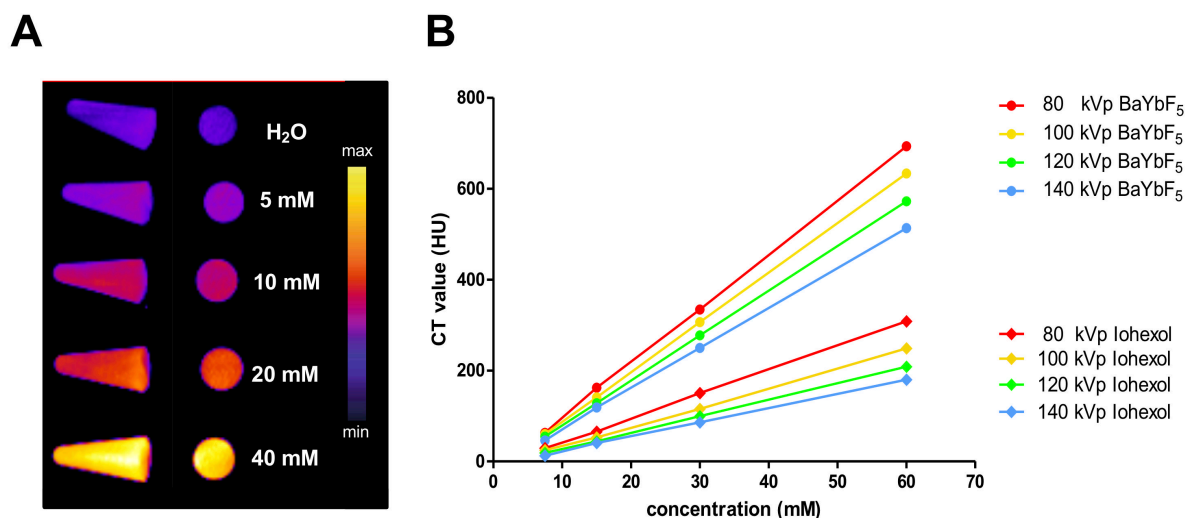 A
H₂O
5 mM
10 mM
20 mM
40 mM
max
min
B
CT value (HU)
800
600
400
200
0
0 10 20 30 40 50 60 70
concentration (mM)
80 kVp BaYbF₅
100 kVp BaYbF₅
120 kVp BaYbF₅
140 kVp BaYbF₅
80 kVp Iohexol
100 kVp Iohexol
120 kVp Iohexol
140 kVp Iohexol